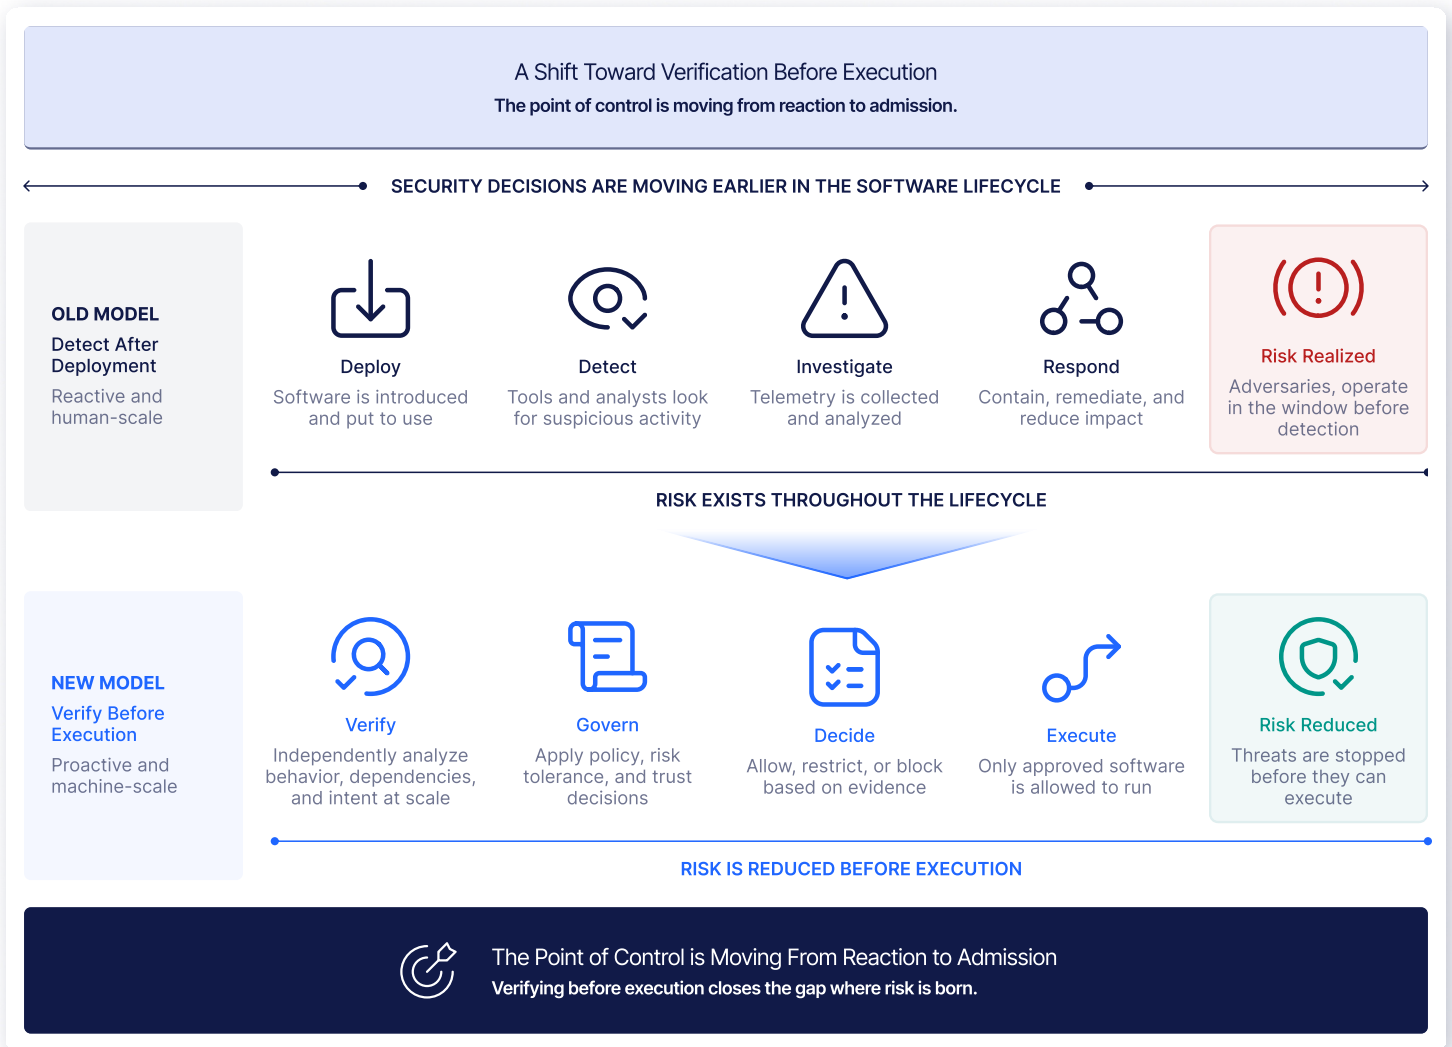 A Shift Toward Verification Before Execution
The point of control is moving from reaction to admission.
SECURITY DECISIONS ARE MOVING EARLIER IN THE SOFTWARE LIFECYCLE
OLD MODEL
Detect After
Deployment
Reactive and
human-scale
Deploy
Software is introduced
and put to use
Detect
Tools and analysts look
for suspicious activity
Investigate
Telemetry is collected
and analyzed
Respond
Contain, remediate, and
reduce impact
Risk Realized
Adversaries, operate
in the window before
detection
RISK EXISTS THROUGHOUT THE LIFECYCLE
NEW MODEL
Verify Before
Execution
Proactive and
machine-scale
Verify
Independently analyze
behavior, dependencies,
and intent at scale
Govern
Apply policy, risk
tolerance, and trust
decisions
Decide
Allow, restrict, or block
based on evidence
Execute
Only approved software
is allowed to run
Risk Reduced
Threats are stopped
before they can
execute
RISK IS REDUCED BEFORE EXECUTION
The Point of Control is Moving From Reaction to Admission
Verifying before execution closes the gap where risk is born.